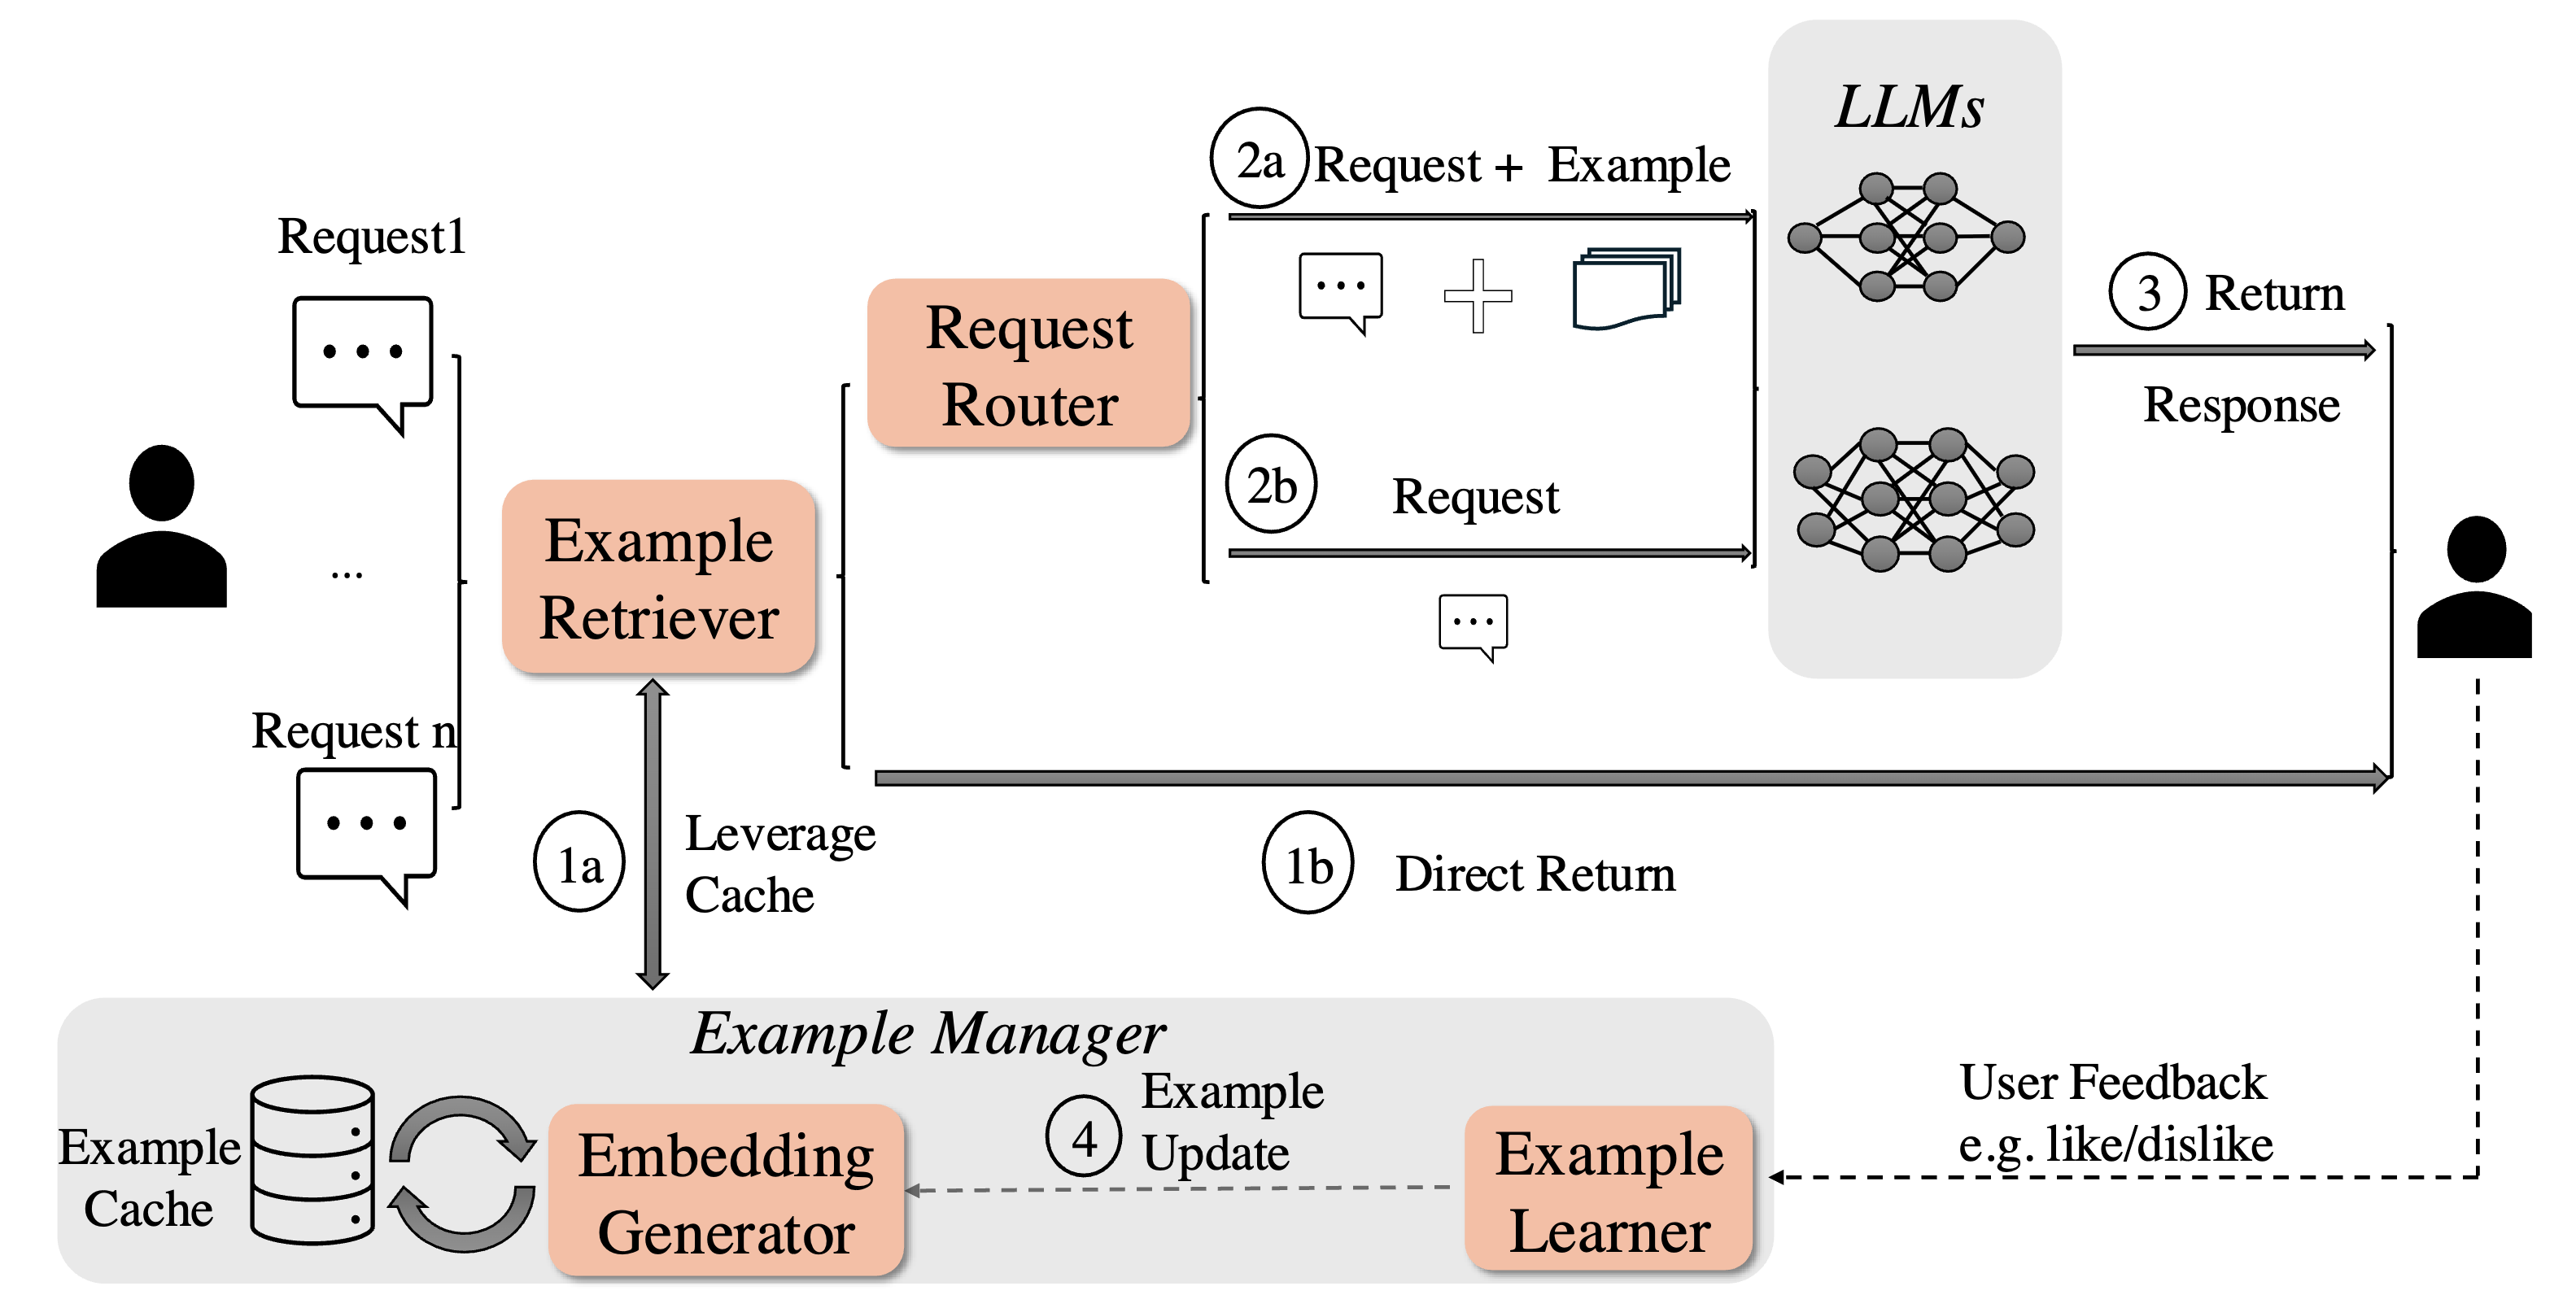 Request1
...
Request n
Example
Retriever
1a
Leverage
Cache
Request
Router
2a
Request + Example
2b
Request
LLMs
3
Return
Response
1b
Direct Return
Example Manager
Example
Cache
Embedding
Generator
4
Example
Update
Example
Learner
User Feedback
e.g. like/dislike